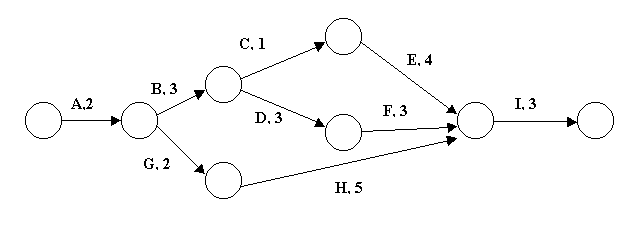 C, 1
E, 4
B, 3
A,2
D, 3
F, 3
I, 3
G, 2
H, 5